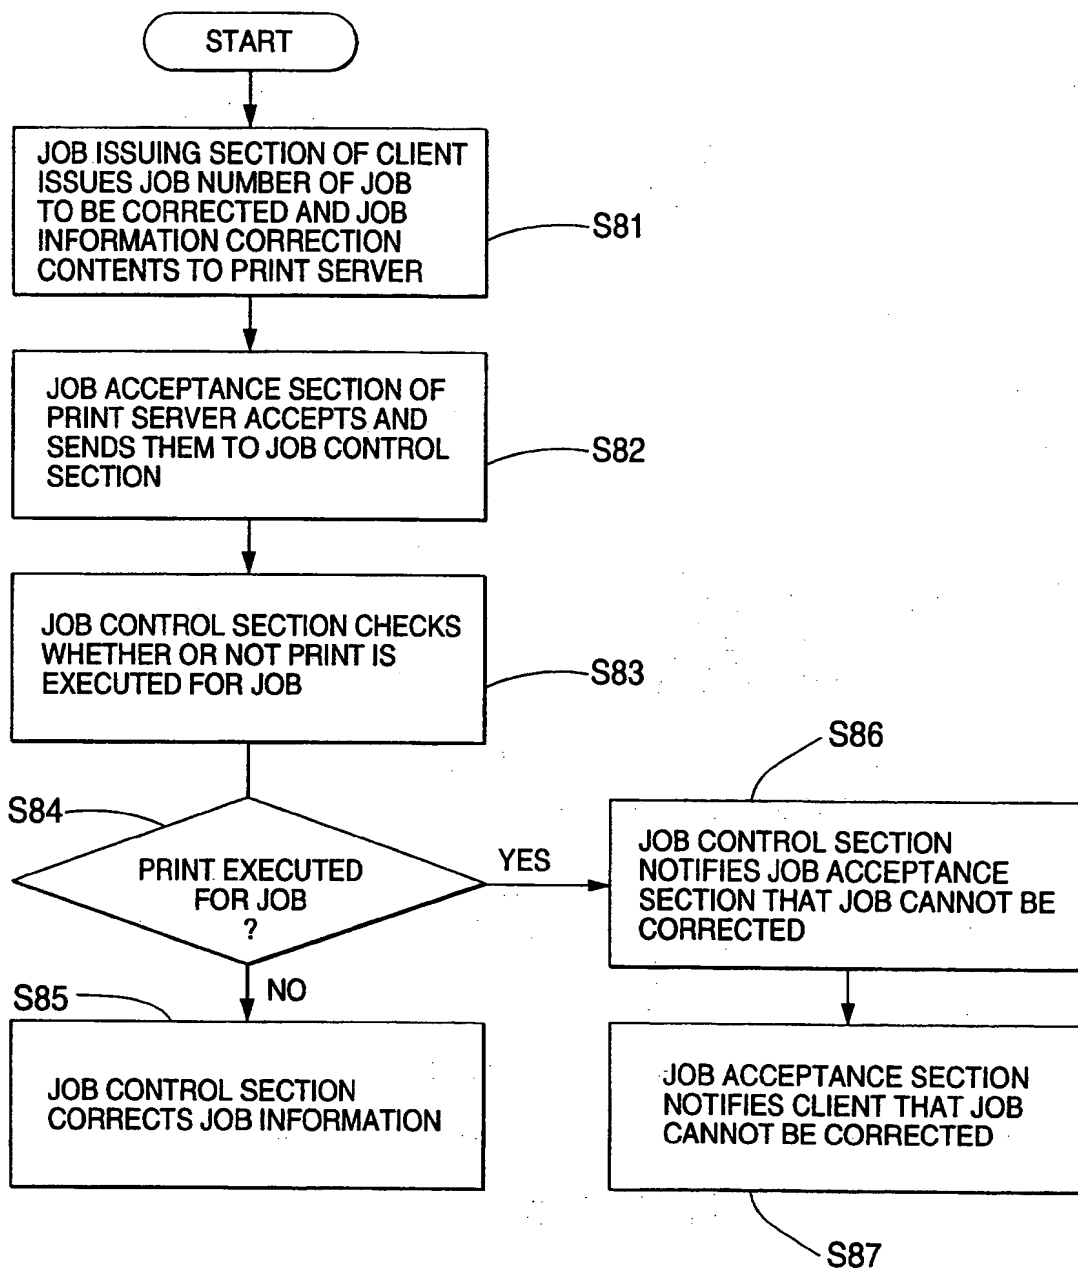 START
JOB ISSUING SECTION OF CLIENT
ISSUES JOB NUMBER OF JOB
TO BE CORRECTED AND JOB
INFORMATION CORRECTION
CONTENTS TO PRINT SERVER
S81
JOB ACCEPTANCE SECTION OF
PRINT SERVER ACCEPTS AND
SENDS THEM TO JOB CONTROL
SECTION
S82
JOB CONTROL SECTION CHECKS
WHETHER OR NOT PRINT IS
EXECUTED FOR JOB
S83
S84
PRINT EXECUTED
FOR JOB
?
YES
NO
S86
JOB CONTROL SECTION
NOTIFIES JOB ACCEPTANCE
SECTION THAT JOB CANNOT BE
CORRECTED
S85
JOB CONTROL SECTION
CORRECTS JOB INFORMATION
JOB ACCEPTANCE SECTION
NOTIFIES CLIENT THAT JOB
CANNOT BE CORRECTED
S87